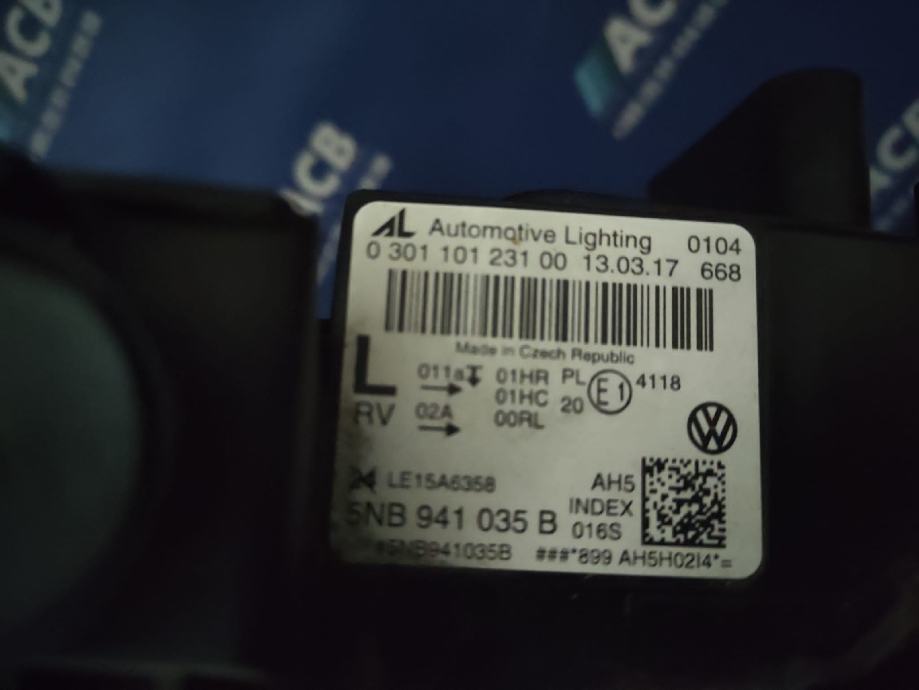 ACB
ACB
ACB
AC
AL Automotive Lighting 0104
0 301 101 231 00 13.03.17 668
Made in Czech Republic
L 011a 01HR PL E1 4118
01HC 20
RV 02A 00RL
LE15A6358 AH5
5NB 941 035 B INDEX
016S
*5NB941035B ###*899 AH5H02I4*=